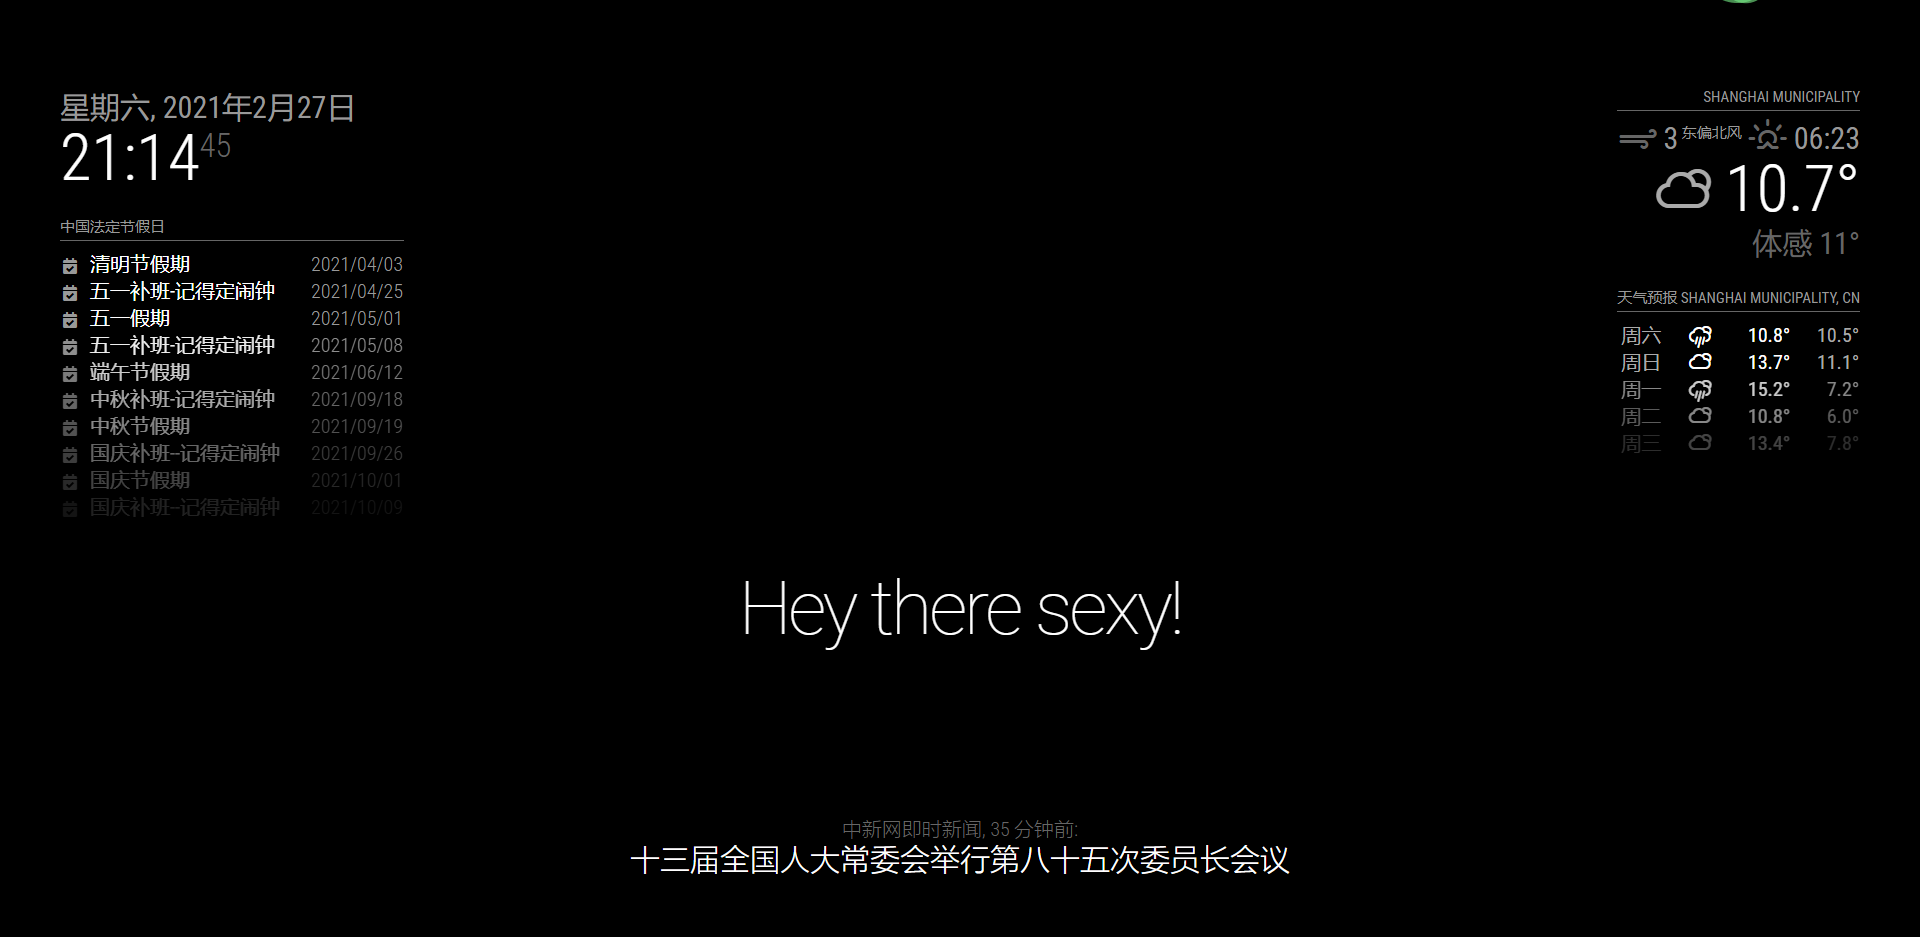 星期六, 2021年2月27日
21:14 45
中国法定节假日
清明节假期 2021/04/03
五一补班-记得定闹钟 2021/04/25
五一假期 2021/05/01
五一补班-记得定闹钟 2021/05/08
端午节假期 2021/06/12
中秋补班-记得定闹钟 2021/09/18
中秋节假期 2021/09/19
国庆补班--记得定闹钟 2021/09/26
国庆节假期 2021/10/01
国庆补班--记得定闹钟 2021/10/09
SHANGHAI MUNICIPALITY
3 东偏北风 06:23
10.7°
体感 11°
天气预报 SHANGHAI MUNICIPALITY, CN
周六 10.8° 10.5°
周日 13.7° 11.1°
周一 15.2° 7.2°
周二 10.8° 6.0°
周三 13.4° 7.8°
Hey there sexy!
中新网即时新闻, 35 分钟前:
十三届全国人大常委会举行第八十五次委员长会议